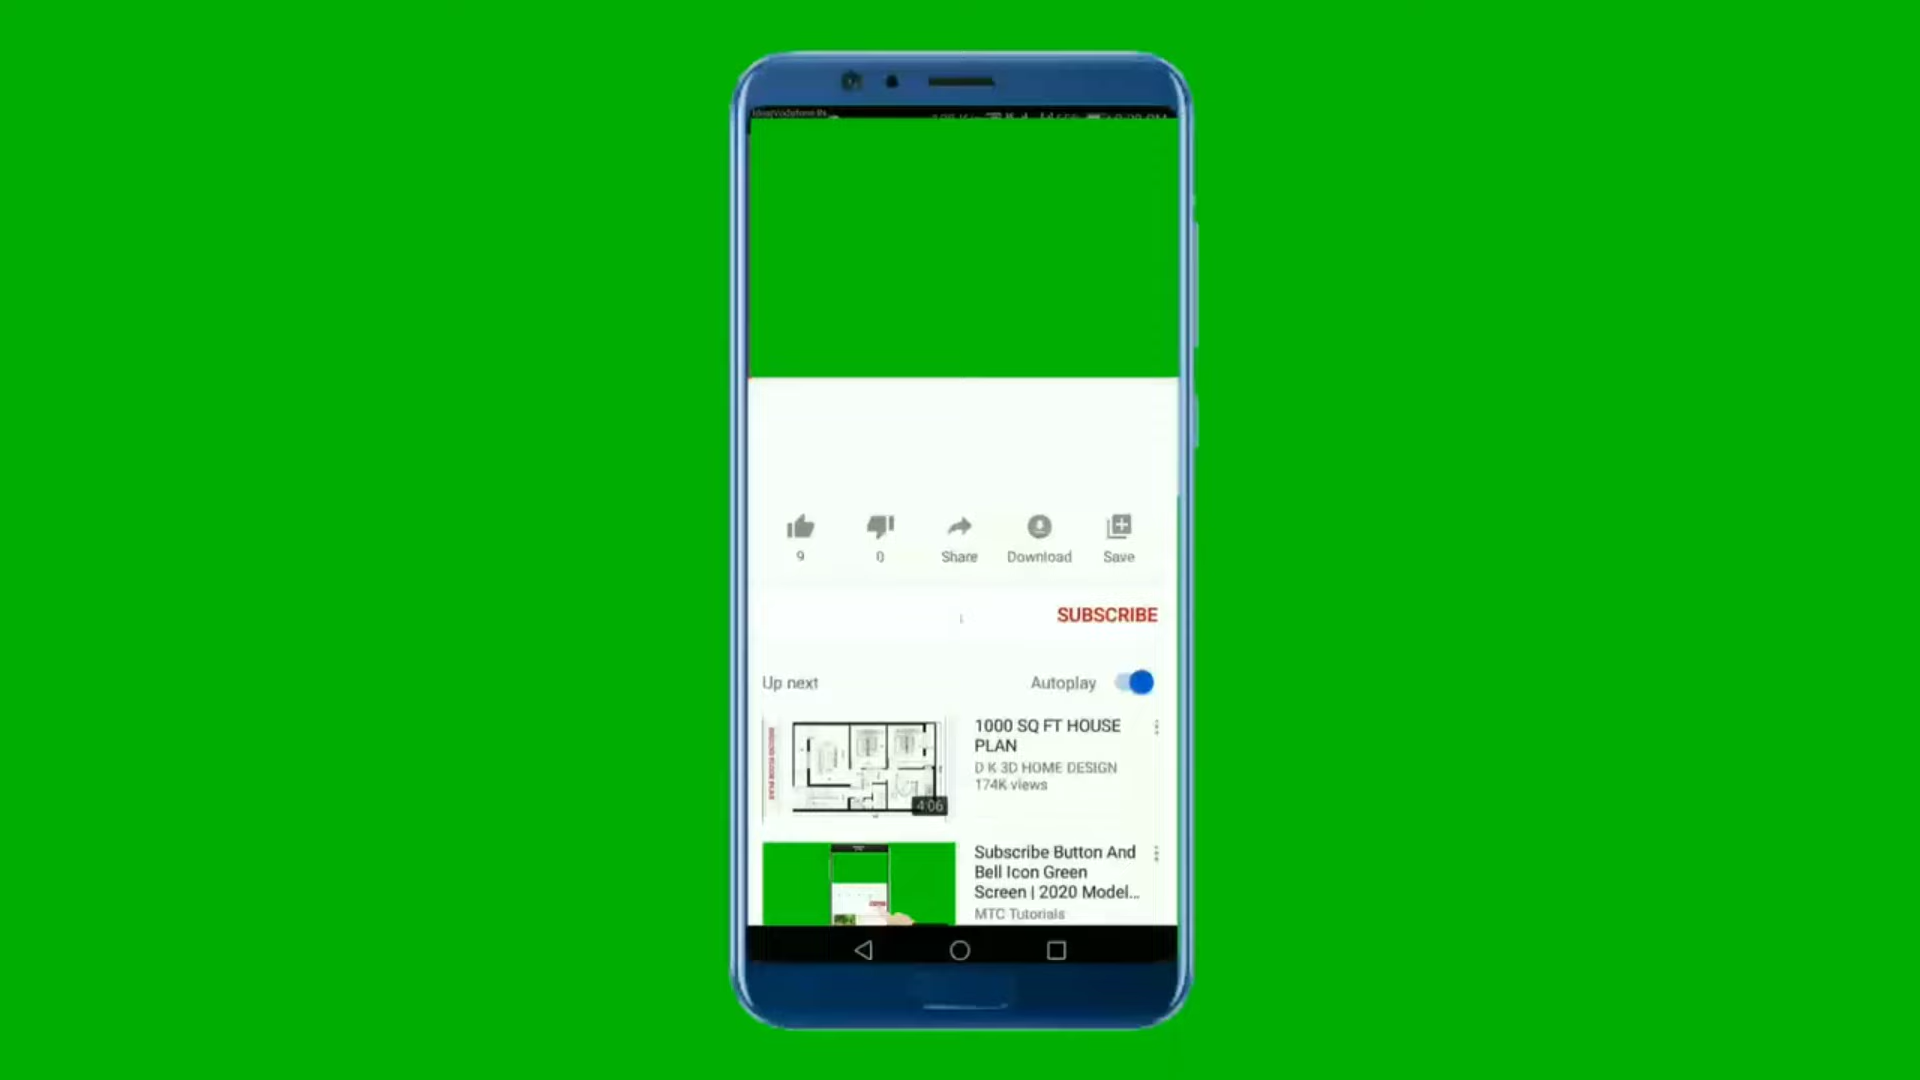 9
0
Share
Download
Save
SUBSCRIBE
Up next
Autoplay
1000 SQ FT HOUSE
PLAN
D K 3D HOME DESIGN
174K views
4:06
Subscribe Button And
Bell Icon Green
Screen | 2020 Model...
MTC Tutorials